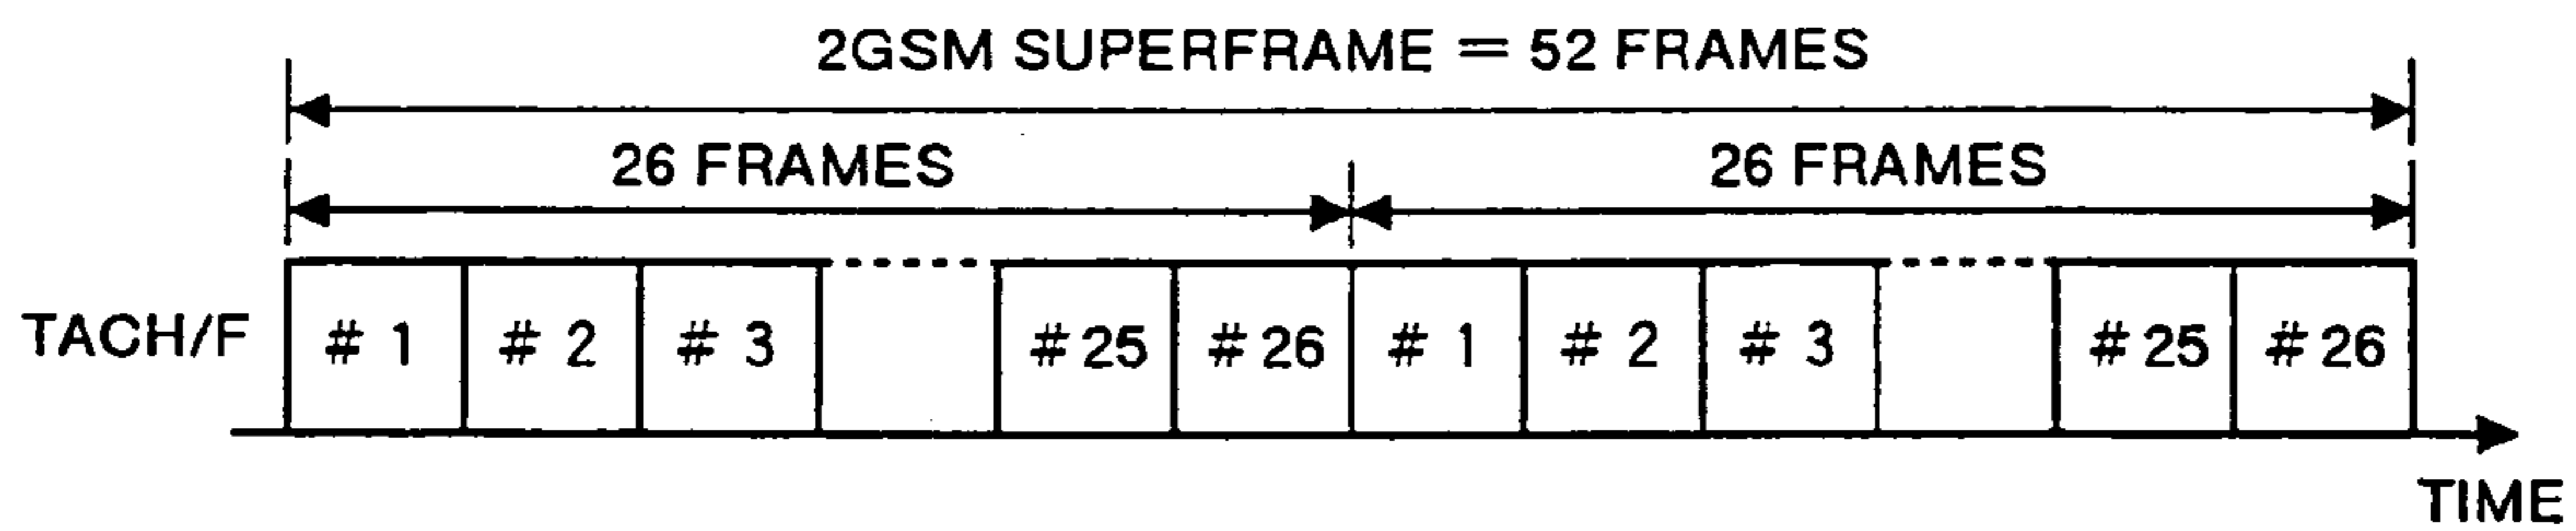 2GSM SUPERFRAME = 52 FRAMES
26 FRAMES 26 FRAMES
TACH/F # 1 # 2 # 3 # 25 # 26 # 1 # 2 # 3 # 25 # 26
TIME